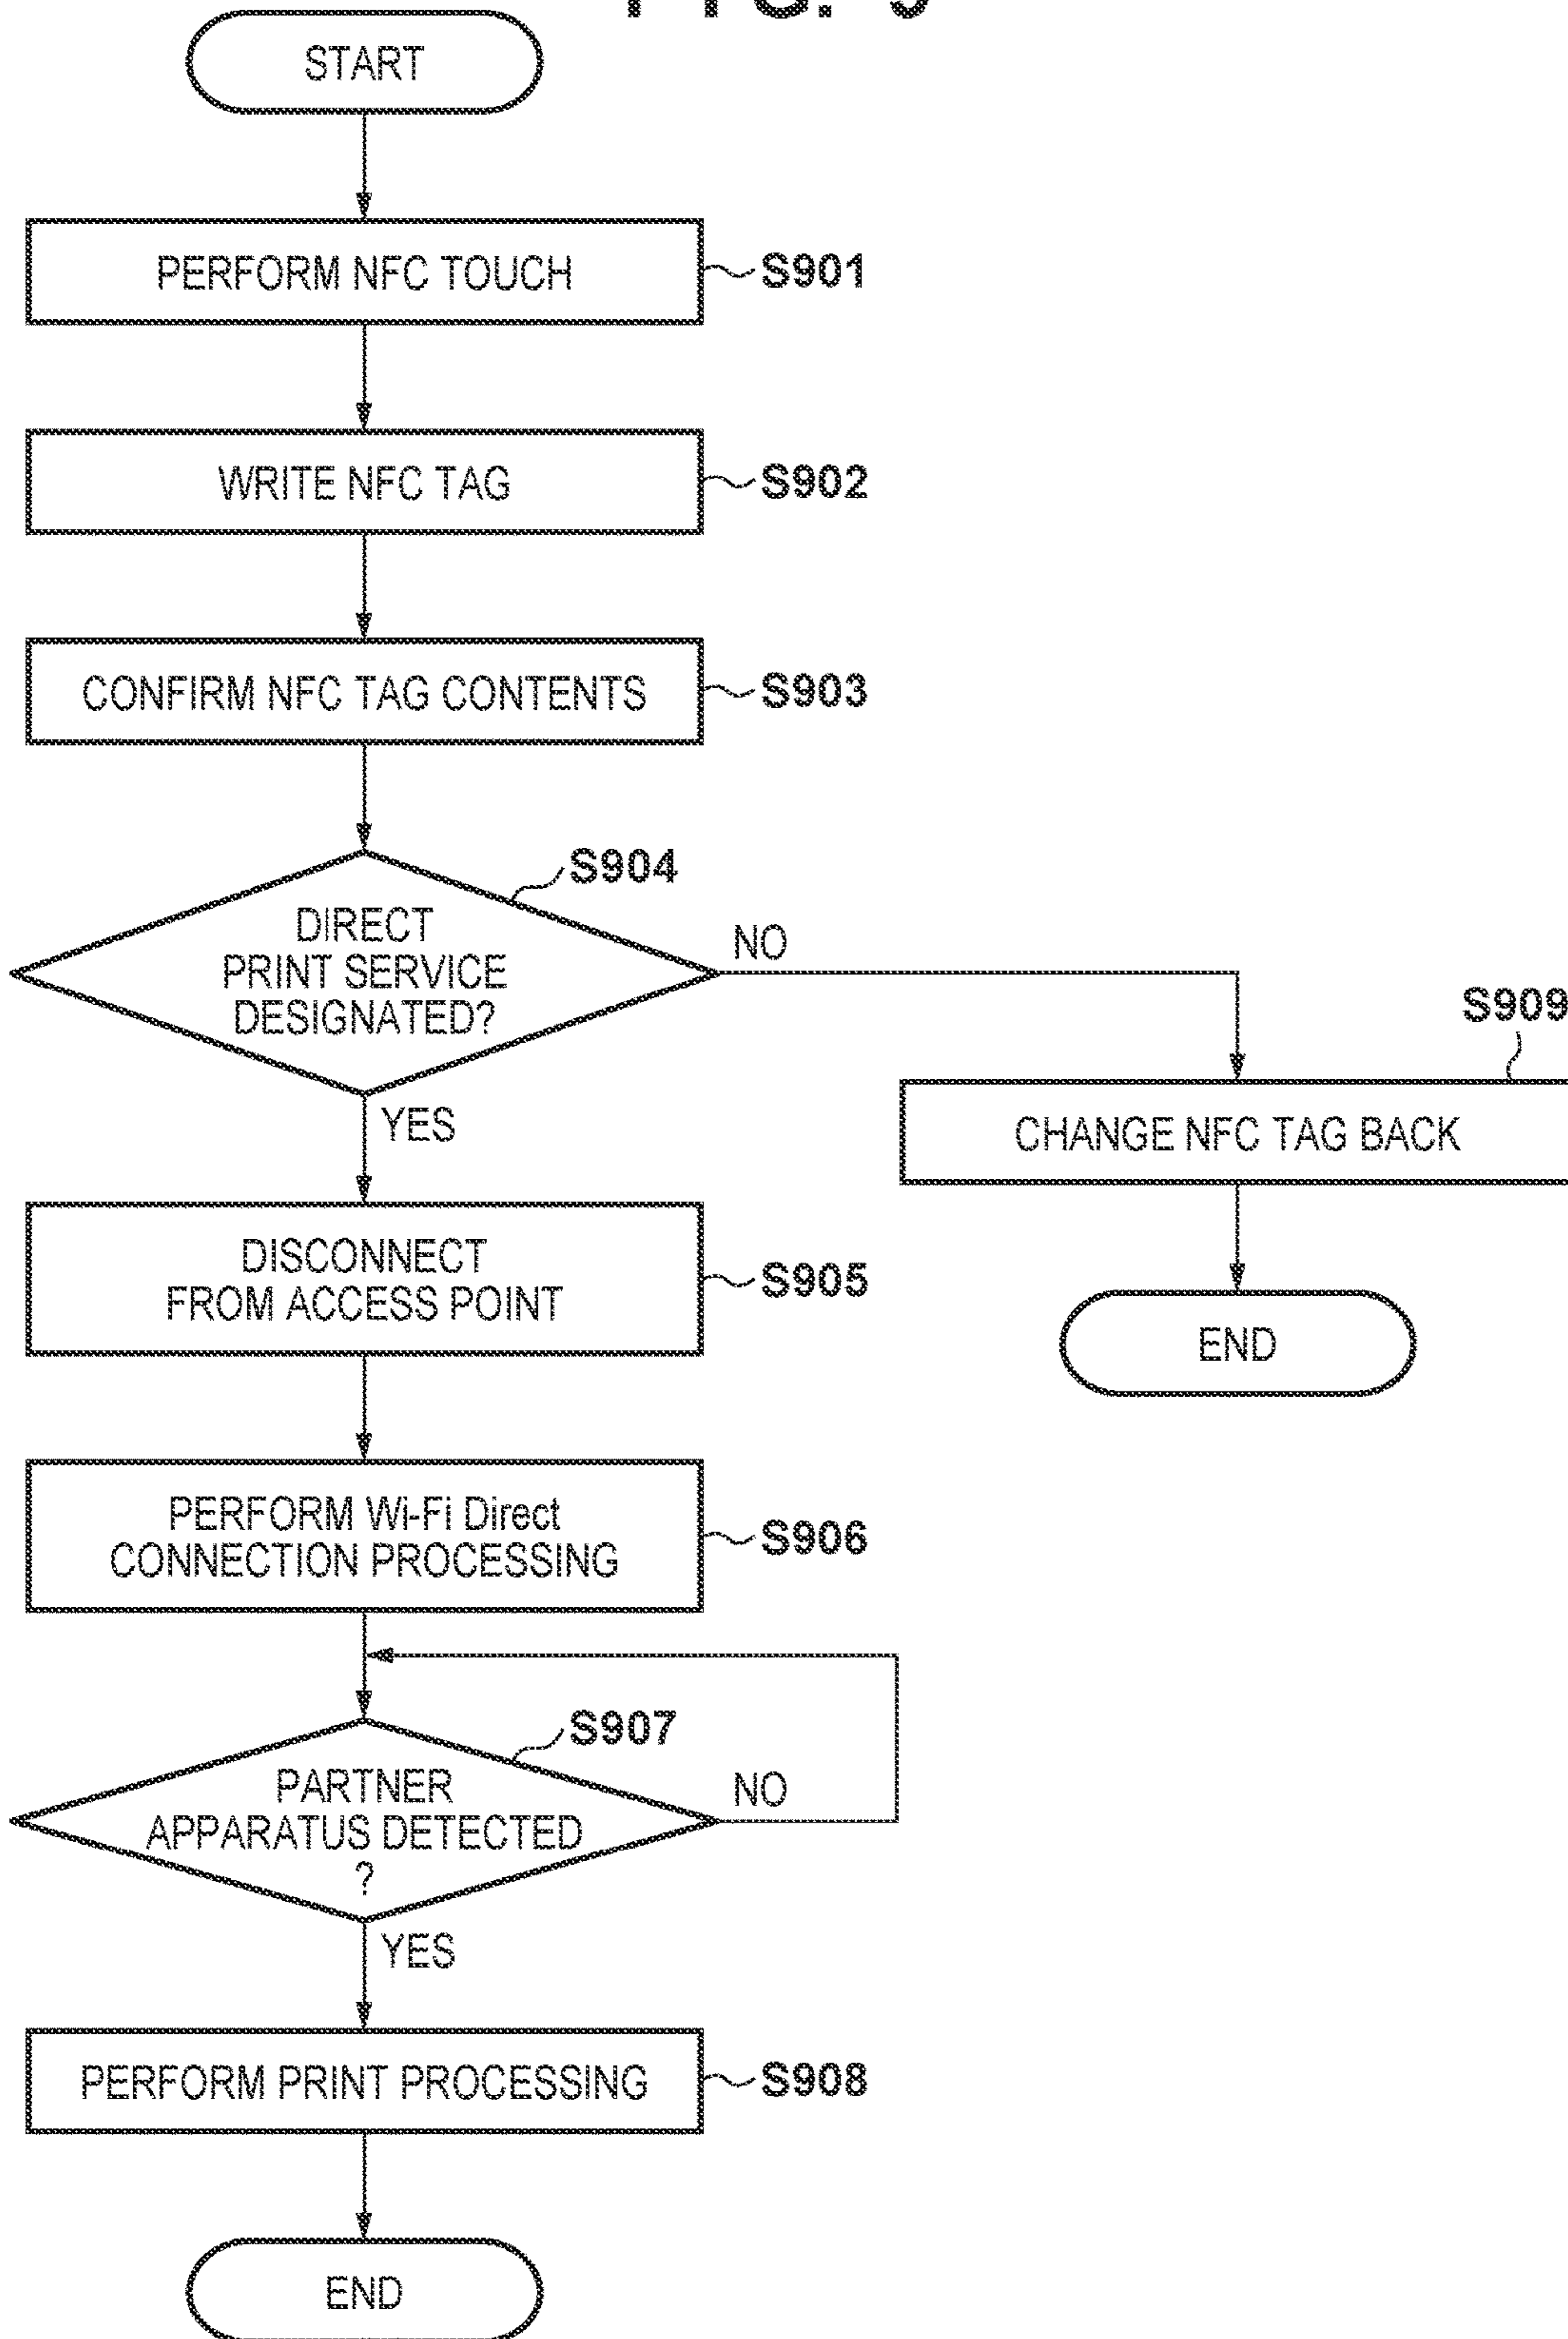 START
PERFORM NFC TOUCH
S901
WRITE NFC TAG
S902
CONFIRM NFC TAG CONTENTS
S903
S904
DIRECT
PRINT SERVICE
DESIGNATED?
NO
YES
S909
CHANGE NFC TAG BACK
END
DISCONNECT
FROM ACCESS POINT
S905
PERFORM Wi-Fi Direct
CONNECTION PROCESSING
S906
S907
PARTNER
APPARATUS DETECTED
?
NO
YES
PERFORM PRINT PROCESSING
S908
END